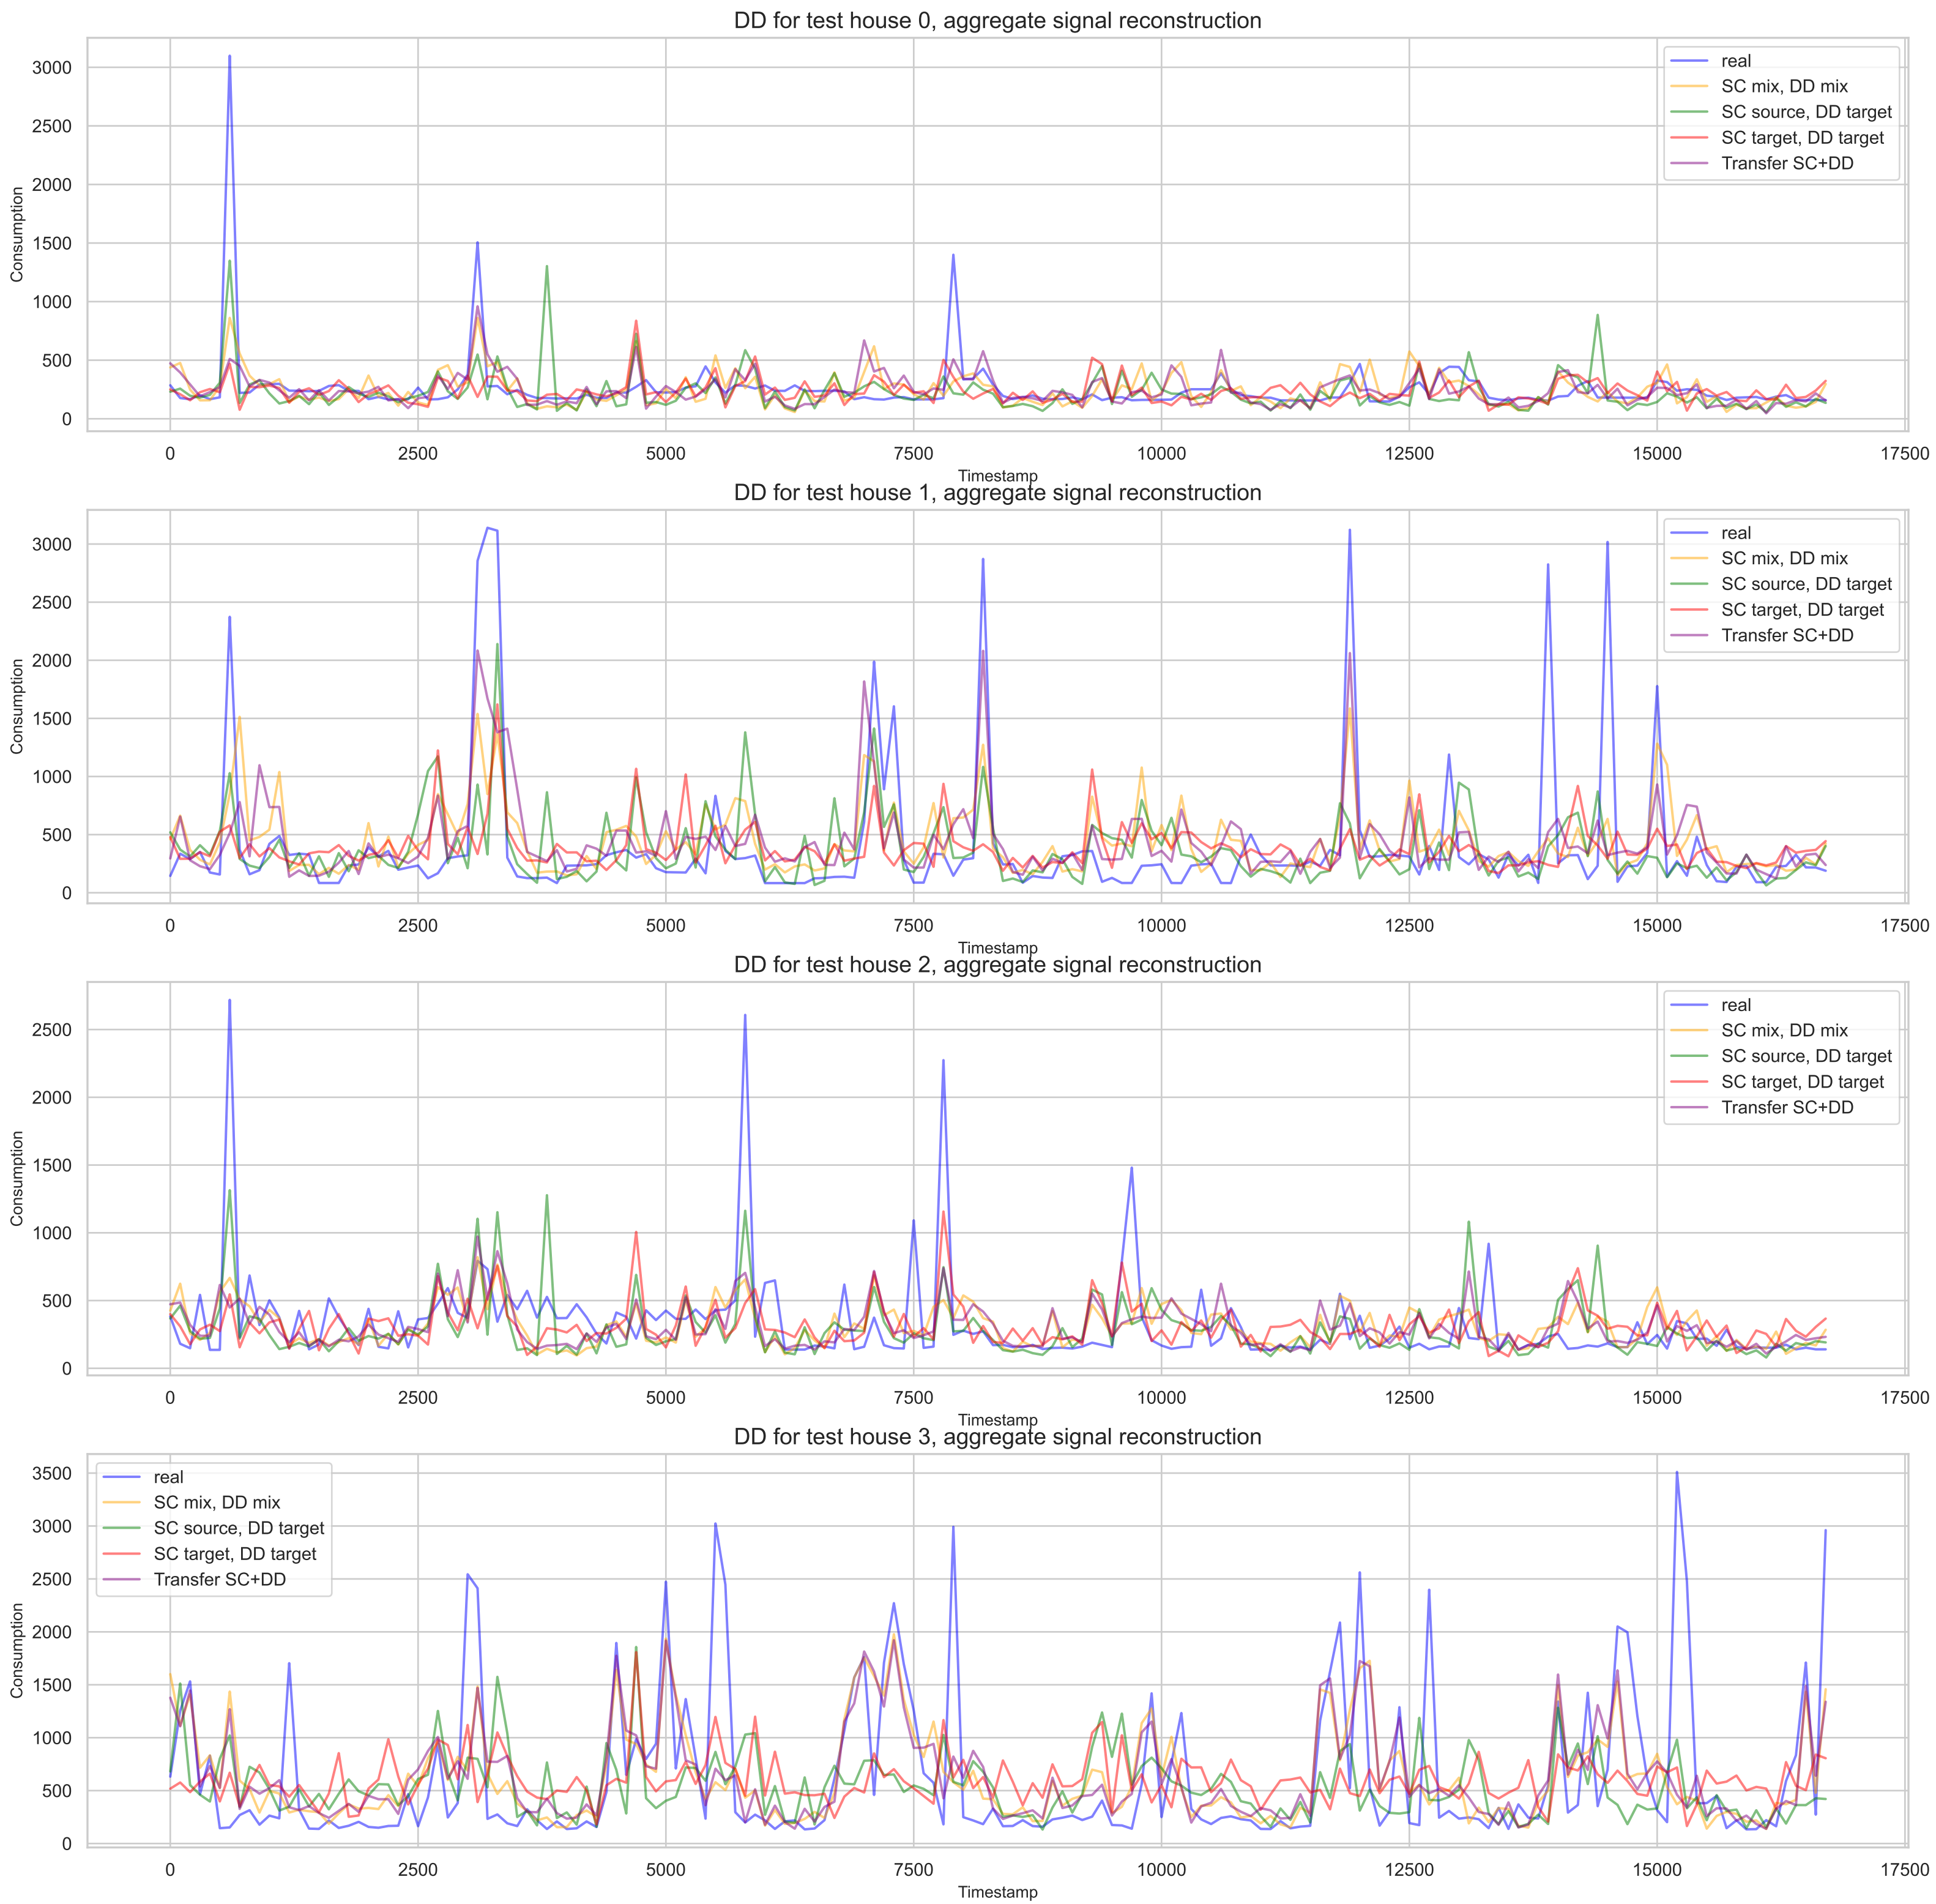 DD for test house 0, aggregate signal reconstruction
3000
2500
2000
1500
1000
500
0
Consumption
real
SC mix, DD mix
SC source, DD target
SC target, DD target
Transfer SC+DD
0 2500 5000 7500 10000 12500 15000 17500
Timestamp
DD for test house 1, aggregate signal reconstruction
3000
2500
2000
1500
1000
500
0
Consumption
real
SC mix, DD mix
SC source, DD target
SC target, DD target
Transfer SC+DD
0 2500 5000 7500 10000 12500 15000 17500
Timestamp
DD for test house 2, aggregate signal reconstruction
2500
2000
1500
1000
500
0
Consumption
real
SC mix, DD mix
SC source, DD target
SC target, DD target
Transfer SC+DD
0 2500 5000 7500 10000 12500 15000 17500
Timestamp
DD for test house 3, aggregate signal reconstruction
3500
3000
2500
2000
1500
1000
500
0
Consumption
real
SC mix, DD mix
SC source, DD target
SC target, DD target
Transfer SC+DD
0 2500 5000 7500 10000 12500 15000 17500
Timestamp